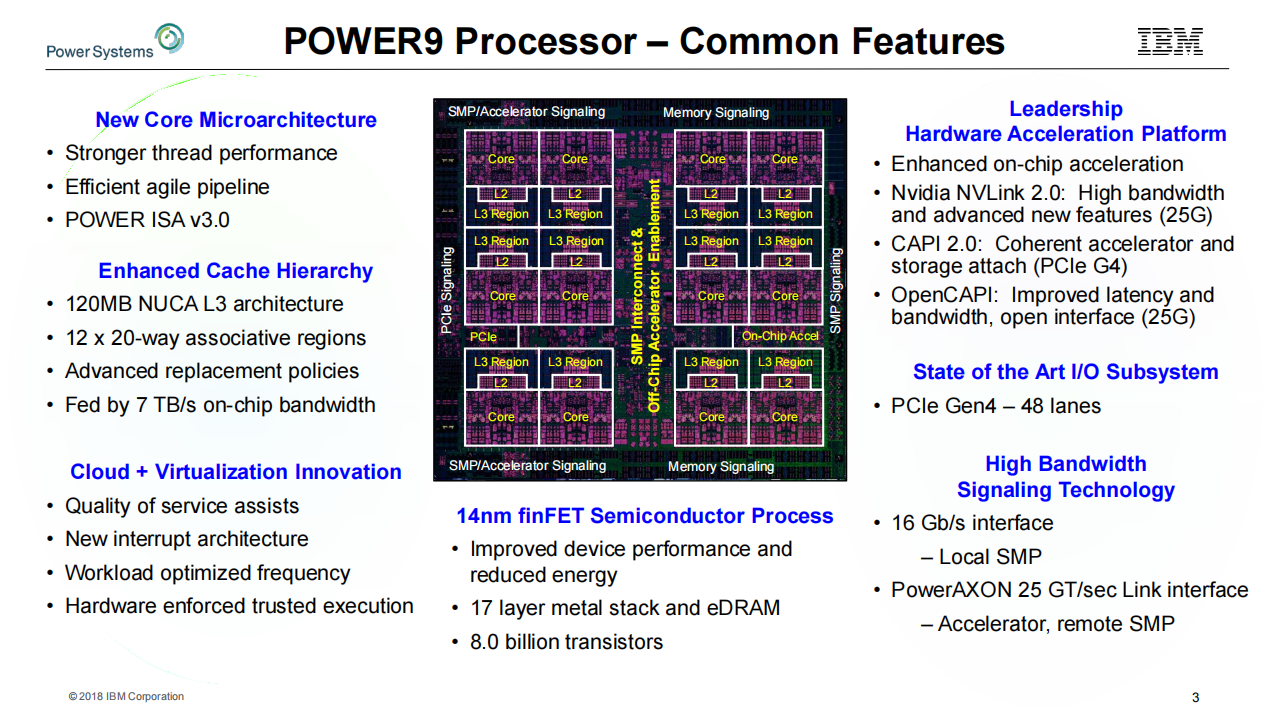 Power Systems
POWER9 Processor – Common Features
IBM
New Core Microarchitecture
• Stronger thread performance
• Efficient agile pipeline
• POWER ISA v3.0
Enhanced Cache Hierarchy
• 120MB NUCA L3 architecture
• 12 x 20-way associative regions
• Advanced replacement policies
• Fed by 7 TB/s on-chip bandwidth
Cloud + Virtualization Innovation
• Quality of service assists
• New interrupt architecture
• Workload optimized frequency
• Hardware enforced trusted execution
SMP/Accelerator Signaling
Memory Signaling
Core
Core
Core
Core
L2
L2
L2
L2
L3 Region
L3 Region
L3 Region
L3 Region
L3 Region
L3 Region
L3 Region
L3 Region
L2
L2
L2
L2
Core
Core
Core
Core
PCIe
On-Chip Accel
L3 Region
L3 Region
L3 Region
L3 Region
L2
L2
L2
L2
Core
Core
Core
Core
PCIe Signaling
SMP Interconnect &
Off-Chip Accelerator Enablement
SMP Signaling
SMP/Accelerator Signaling
Memory Signaling
14nm finFET Semiconductor Process
• Improved device performance and
reduced energy
• 17 layer metal stack and eDRAM
• 8.0 billion transistors
Leadership
Hardware Acceleration Platform
• Enhanced on-chip acceleration
• Nvidia NVLink 2.0: High bandwidth
and advanced new features (25G)
• CAPI 2.0: Coherent accelerator and
storage attach (PCIe G4)
• OpenCAPI: Improved latency and
bandwidth, open interface (25G)
State of the Art I/O Subsystem
• PCIe Gen4 – 48 lanes
High Bandwidth
Signaling Technology
• 16 Gb/s interface
– Local SMP
• PowerAXON 25 GT/sec Link interface
– Accelerator, remote SMP
© 2018 IBM Corporation
3